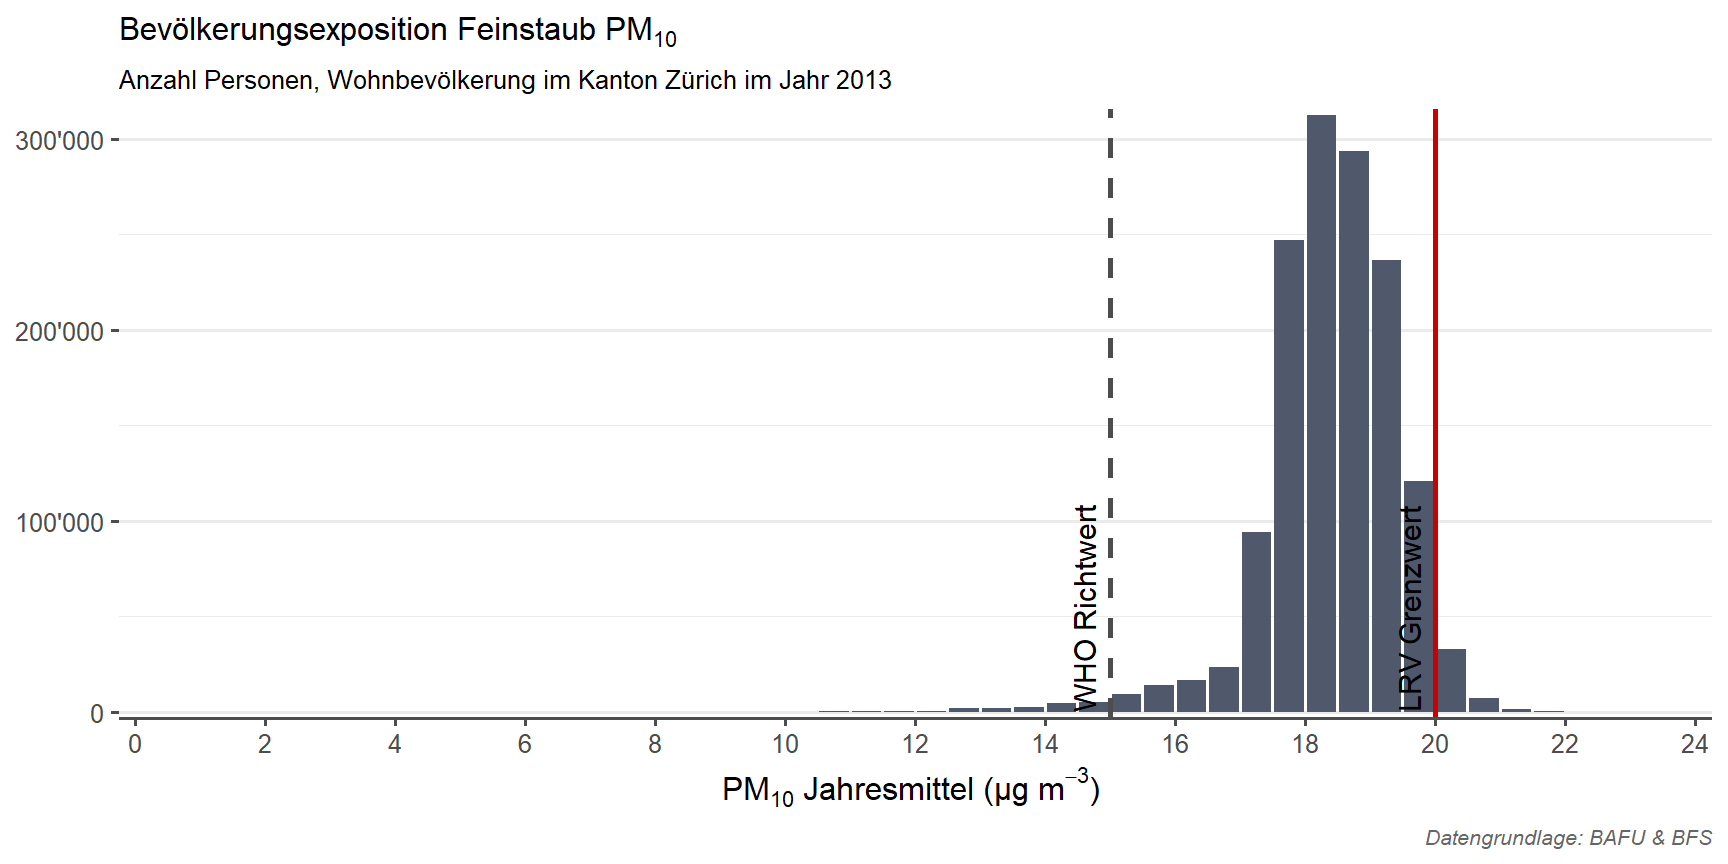 Bevölkerungsexposition Feinstaub PM₁₀
Anzahl Personen, Wohnbevölkerung im Kanton Zürich im Jahr 2013
300'000
200'000
100'000
0
WHO Richtwert
LRV Grenzwert
0 2 4 6 8 10 12 14 16 18 20 22 24
PM₁₀ Jahresmittel (µg m⁻³)
Datengrundlage: BAFU & BFS